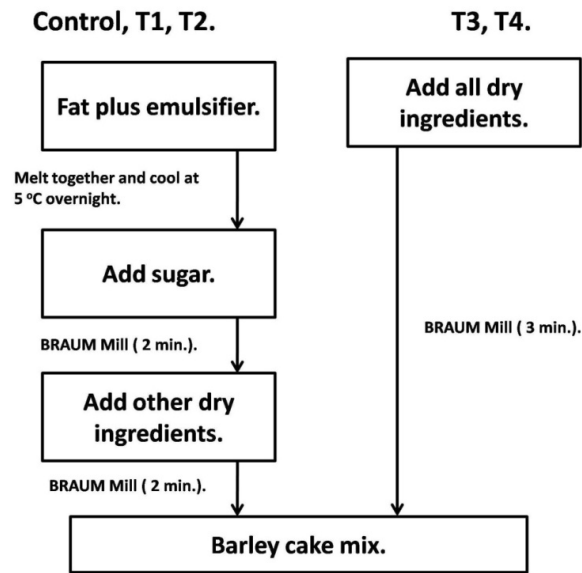 Control, T1, T2.
T3, T4.
Fat plus emulsifier.
Add all dry
ingredients.
Melt together and cool at
5 ºC overnight.
Add sugar.
BRAUM Mill ( 2 min.).
BRAUM Mill ( 3 min.).
Add other dry
ingredients.
BRAUM Mill ( 2 min.).
Barley cake mix.